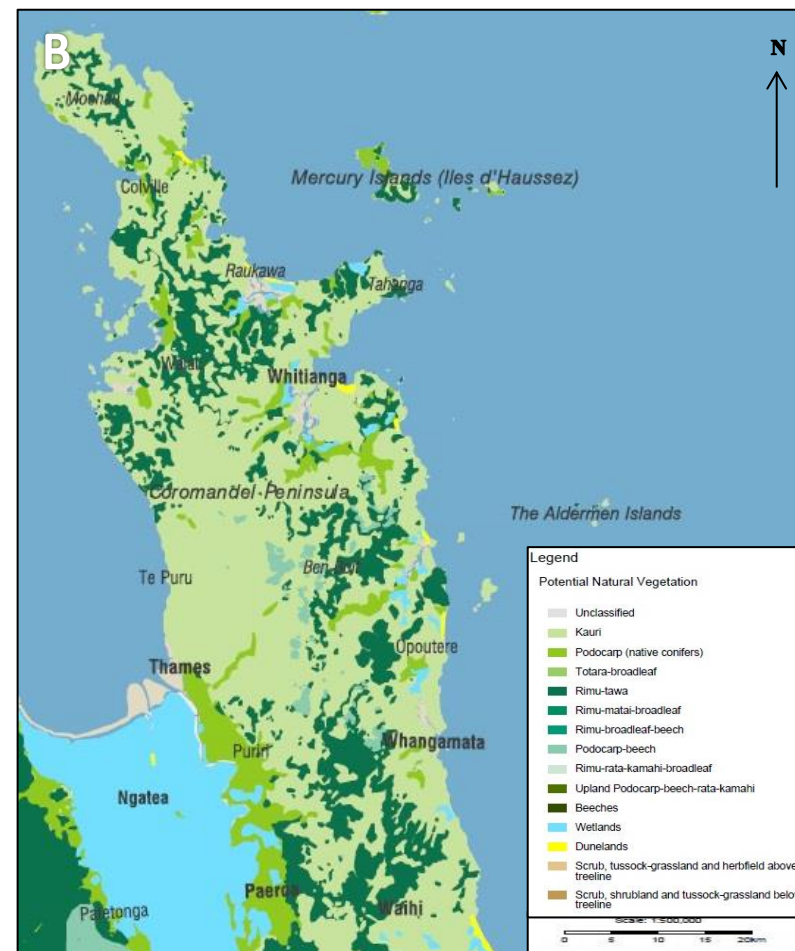 B
N
Moehau
Mercury Islands (Iles d'Haussez)
Colville
Raukawa
Tahanga
Whitianga
Coromandel Peninsula
The Aldermen Islands
Te Puru
Opoutere
Thames
Puriri
Whangamata
Ngatea
Paeroa
Waihi
Legend
Potential Natural Vegetation
Unclassified
Kauri
Podocarp (native conifers)
Totara-broadleaf
Rimu-tawa
Rimu-matai-broadleaf
Rimu-broadleaf-beech
Podocarp-beech
Rimu-rata-kamahi-broadleaf
Upland Podocarp-beech-rata-kamahi
Beeches
Wetlands
Dunelands
Scrub, tussock-grassland and herbfield above
treeline
Scrub, shrubland and tussock-grassland belo
treeline
Scale: 1:500,000
0 5 10 15 20km